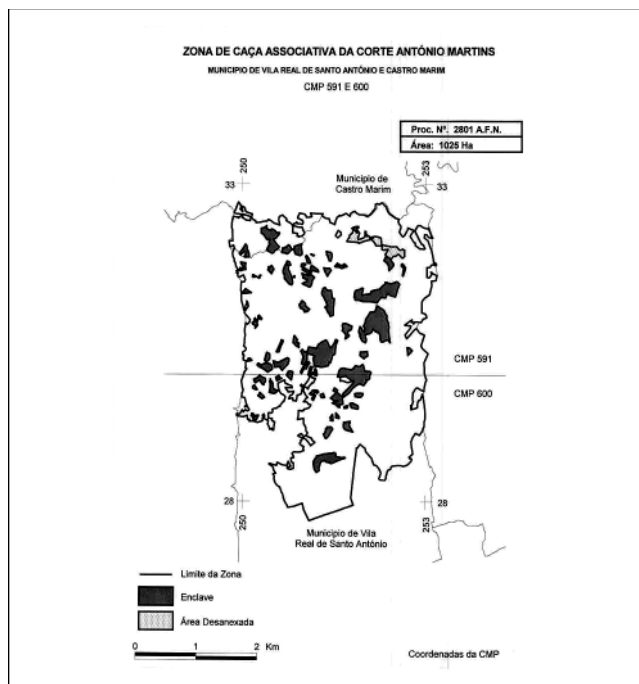 ZONA DE CAÇA ASSOCIATIVA DA CORTE ANTÓNIO MARTINS
MUNICIPIO DE VILA REAL DE SANTO ANTÓNIO E CASTRO MARIM
CMP 591 E 600
Proc. Nº. 2801 A.F.N.
Área: 1025 Ha
250
253
33
Municipio de
Castro Marim
33
CMP 591
CMP 600
28
28
250
253
Municipio de Vila
Real de Santo António
Limite da Zona
Enclave
Área Desanexada
0 1 2 Km
Coordenadas da CMP